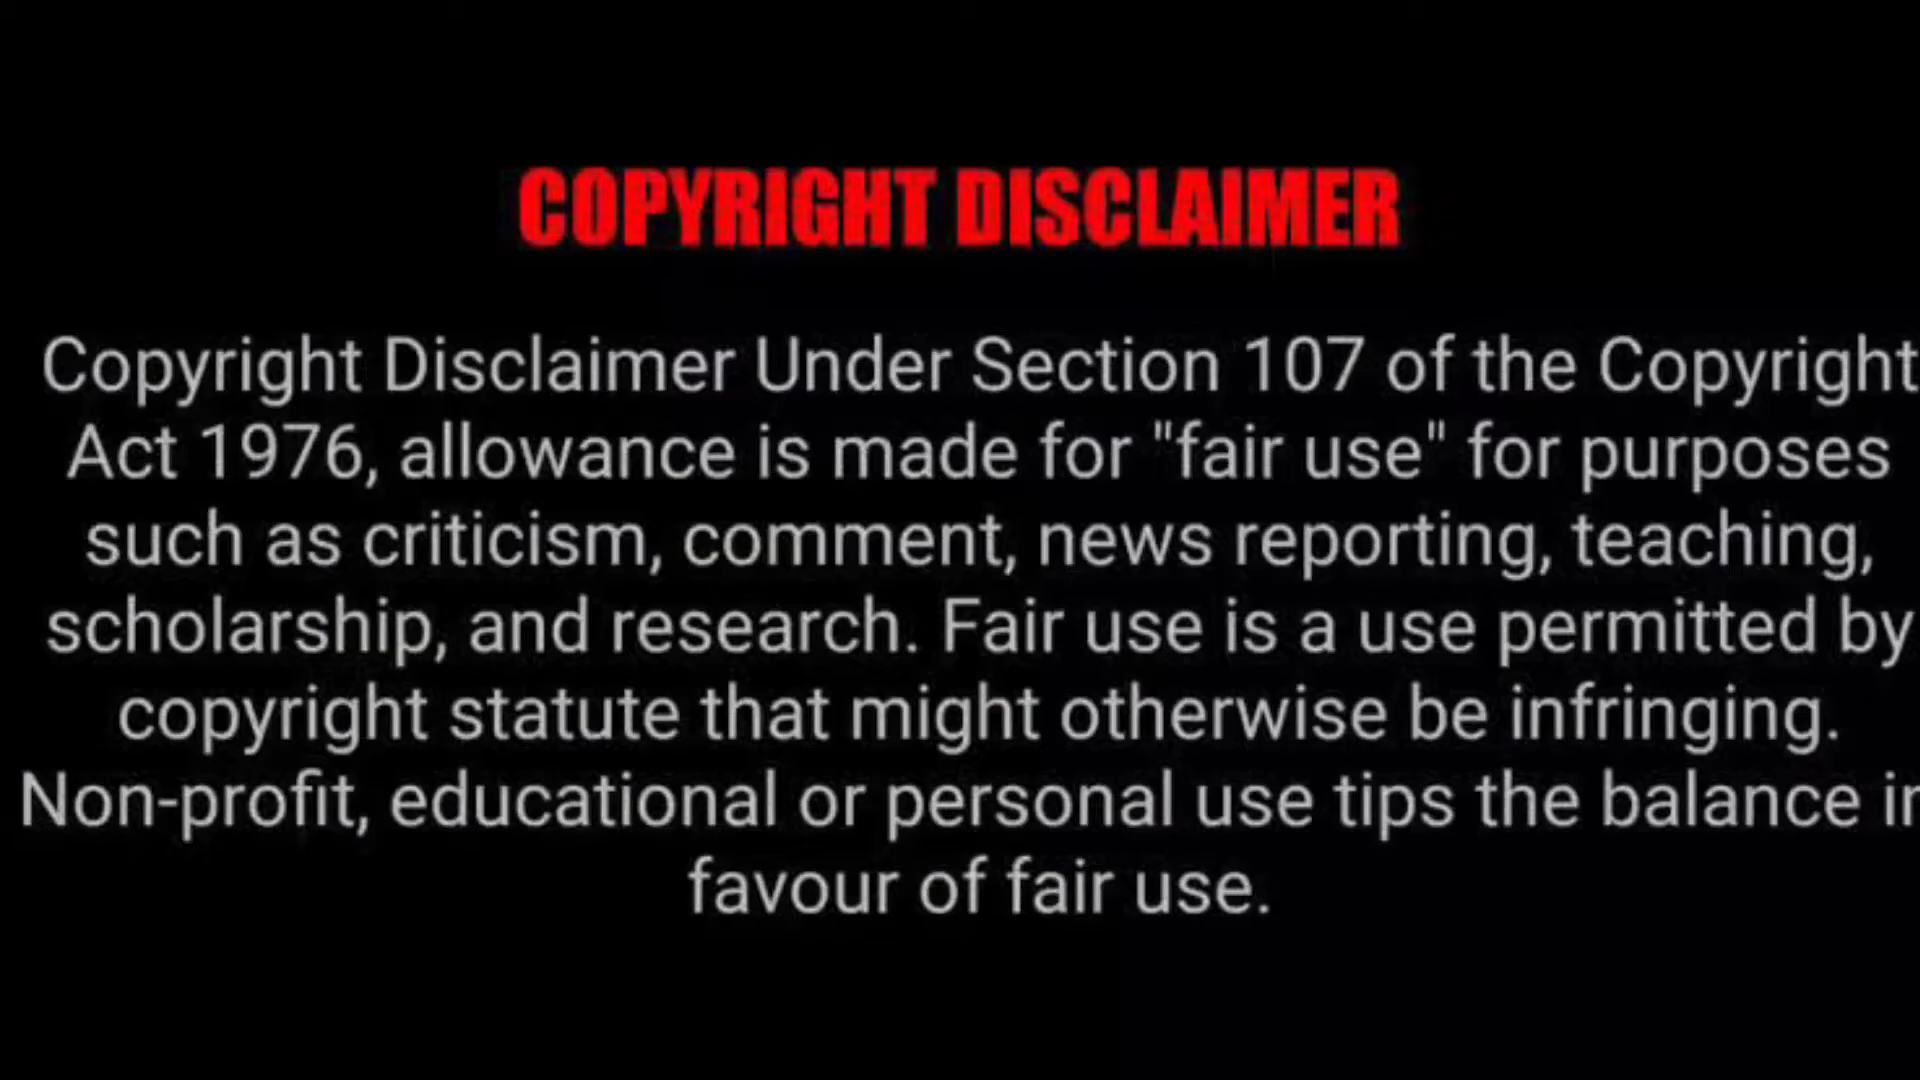 COPYRIGHT DISCLAIMER
Copyright Disclaimer Under Section 107 of the Copyright
Act 1976, allowance is made for "fair use" for purposes
such as criticism, comment, news reporting, teaching,
scholarship, and research. Fair use is a use permitted by
copyright statute that might otherwise be infringing.
Non-profit, educational or personal use tips the balance in
favour of fair use.